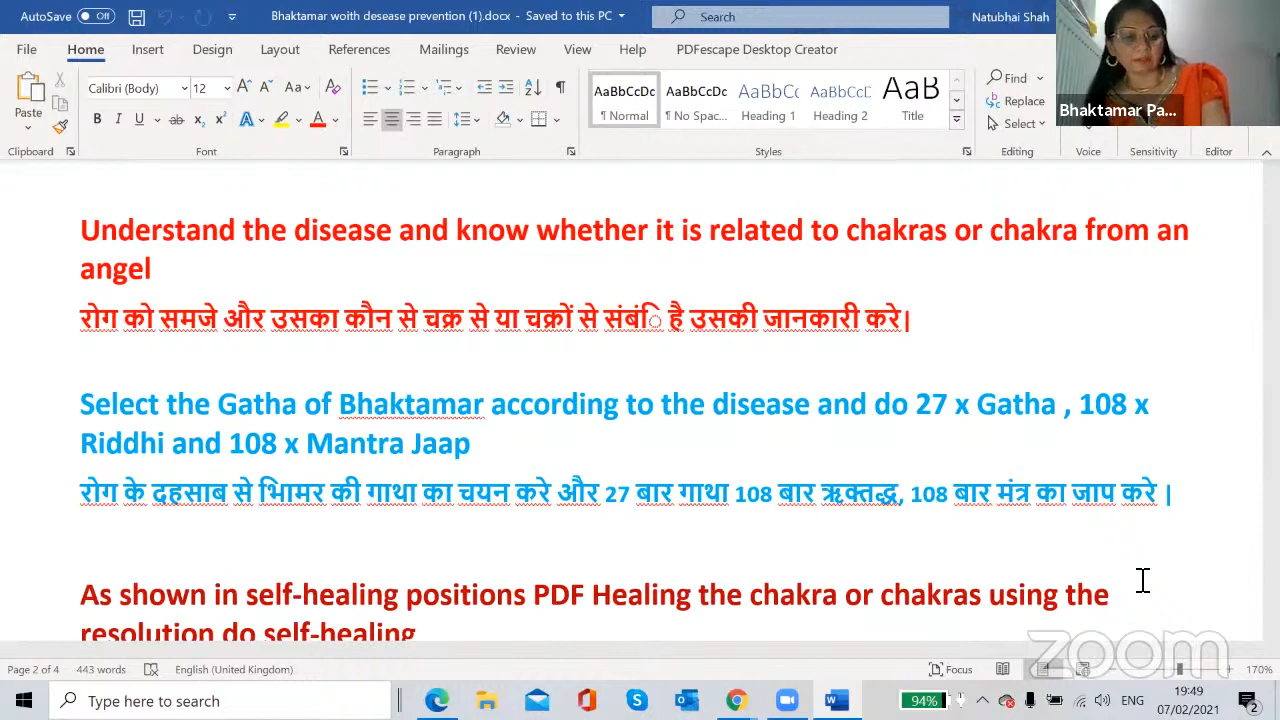 AutoSave Off Bhaktamar woith desease prevention (1).docx - Saved to this PC Search Natubhai Shah
File Home Insert Design Layout References Mailings Review View Help PDFescape Desktop Creator
Calibri (Body) 12 Aa AaBbCcDc AaBbCcDc AaBbCc AaBbCcD AaB Find
Paste Replace
B I U ab x₂ x² A A ¶ Normal ¶ No Spac... Heading 1 Heading 2 Title Select
Clipboard Font Paragraph Styles Editing Voice Sensitivity Editor
Bhaktamar Pa...
Understand the disease and know whether it is related to chakras or chakra from an
angel
रोग को समजे और उसका कौन से चक्र से या चक्रों से संबंि है उसकी जानकारी करे|
Select the Gatha of Bhaktamar according to the disease and do 27 x Gatha , 108 x
Riddhi and 108 x Mantra Jaap
रोग के दहसाब से भिामर की गाथा का चयन करे और 27 बार गाथा 108 बार ऋक्तद्ध, 108 बार मंत्र का जाप करे |
As shown in self-healing positions PDF Healing the chakra or chakras using the
resolution do self-healing
zoom
Page 2 of 4 443 words English (United Kingdom) Focus 170%
Type here to search 94% ENG 19:49
07/02/2021 2